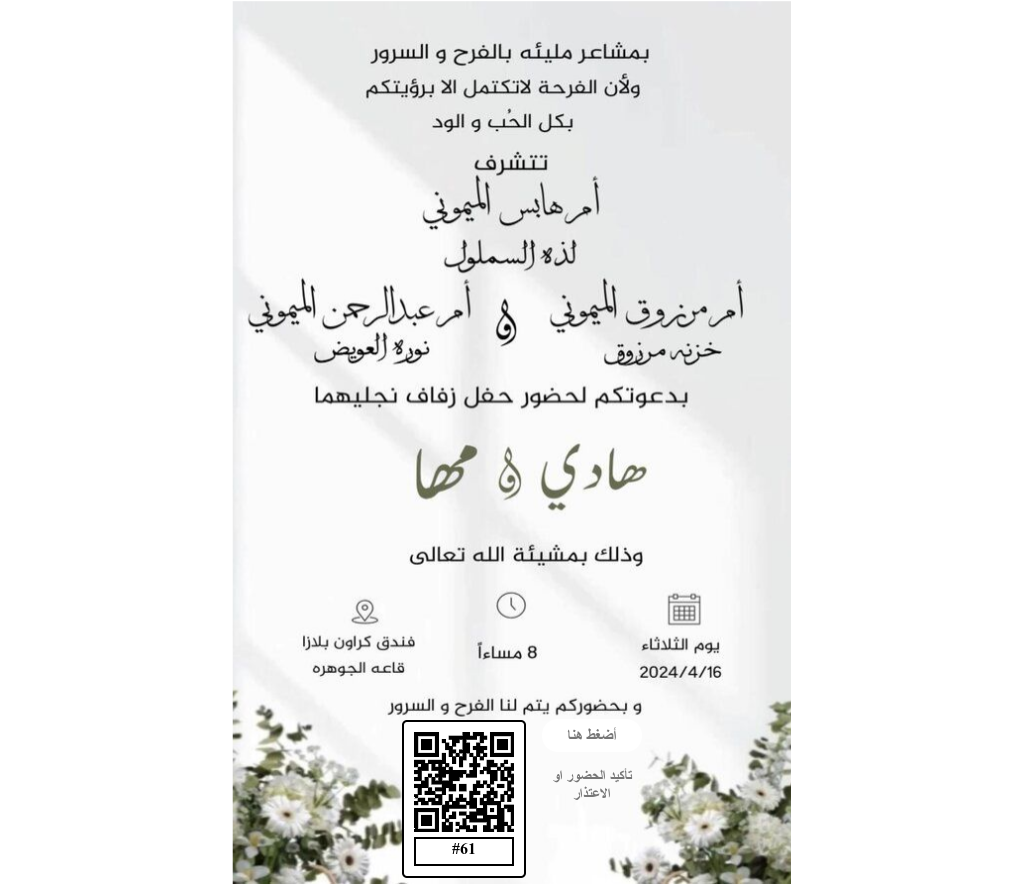 بمشاعر مليئه بالفرح و السرور
ولأن الفرحة لاتكتمل الا برؤيتكم
بكل الحُب و الود
تتشرف
أم هابس الميموني
لذه السملول
أم مرزوق الميموني و أم عبدالرحمن الميموني
خزنه مرزوق نوره العويض
بدعوتكم لحضور حفل زفاف نجليهما
هادي و مها
وذلك بمشيئة الله تعالى
يوم الثلاثاء
2024/4/16
8 مساءاً
فندق كراون بلازا
قاعه الجوهره
و بحضوركم يتم لنا الفرح و السرور
أضغط هنا
تأكيد الحضور او
الاعتذار
#61